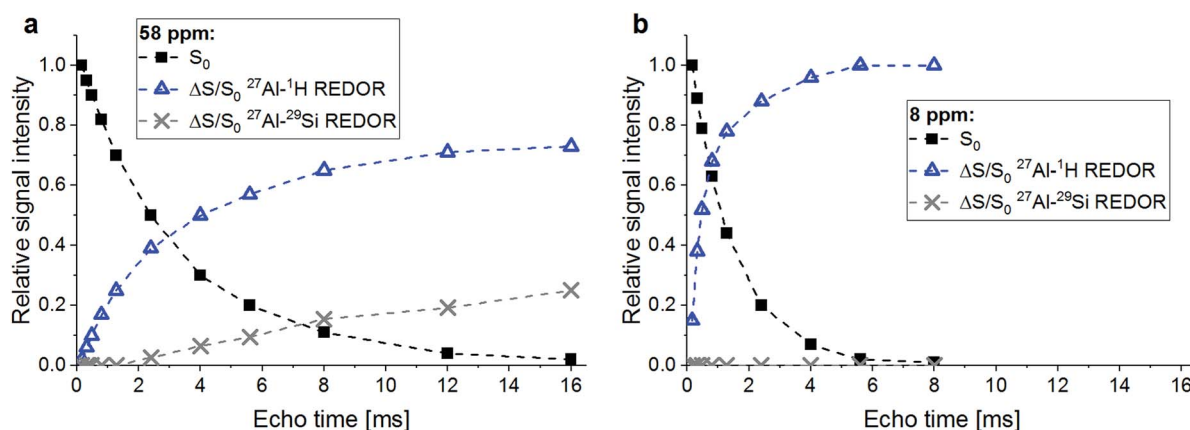 a
58 ppm:
S₀
ΔS/S₀ ²⁷Al-¹H REDOR
ΔS/S₀ ²⁷Al-²⁹Si REDOR
Relative signal intensity
1.0
0.8
0.6
0.4
0.2
0.0
0 2 4 6 8 10 12 14 16
Echo time [ms]
b
8 ppm:
S₀
ΔS/S₀ ²⁷Al-¹H REDOR
ΔS/S₀ ²⁷Al-²⁹Si REDOR
Relative signal intensity
1.0
0.8
0.6
0.4
0.2
0.0
0 2 4 6 8 10 12 14 16
Echo time [ms]